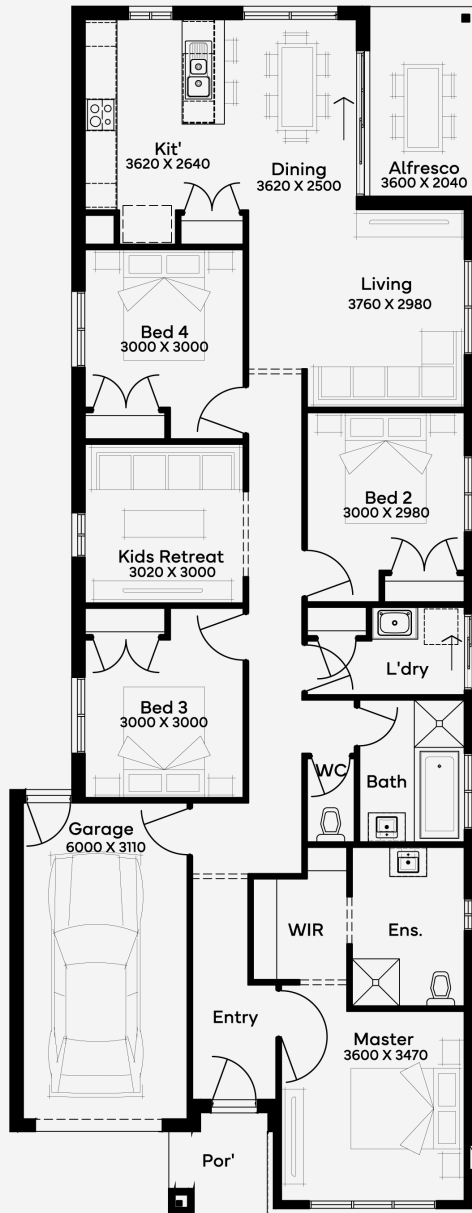 Kit'
3620 X 2640
Dining
3620 X 2500
Alfresco
3600 X 2040
Living
3760 X 2980
Bed 4
3000 X 3000
Bed 2
3000 X 2980
Kids Retreat
3020 X 3000
L'dry
Bed 3
3000 X 3000
WC
Bath
Garage
6000 X 3110
WIR
Ens.
Entry
Master
3600 X 3470
Por'